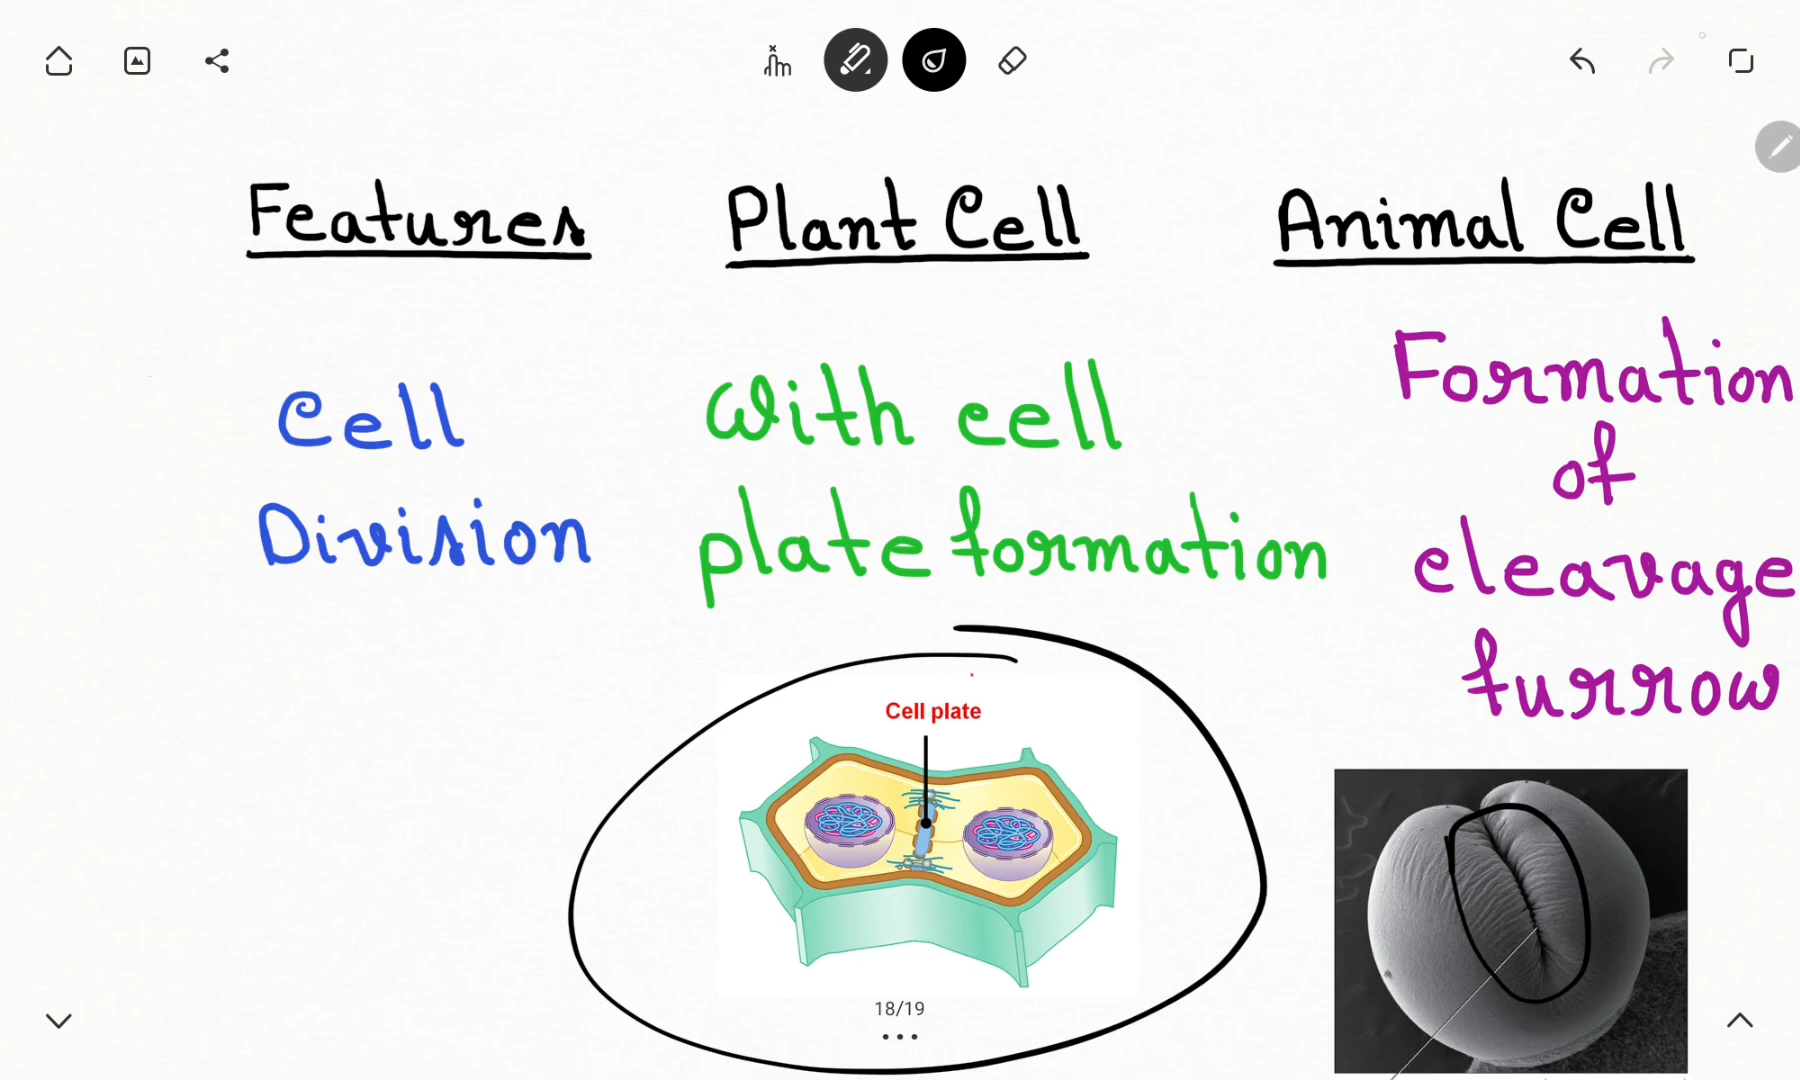 Features
Plant Cell
Animal Cell
Cell
Division
With cell
plate formation
Formation
of
cleavage
furrow
Cell plate
18/19